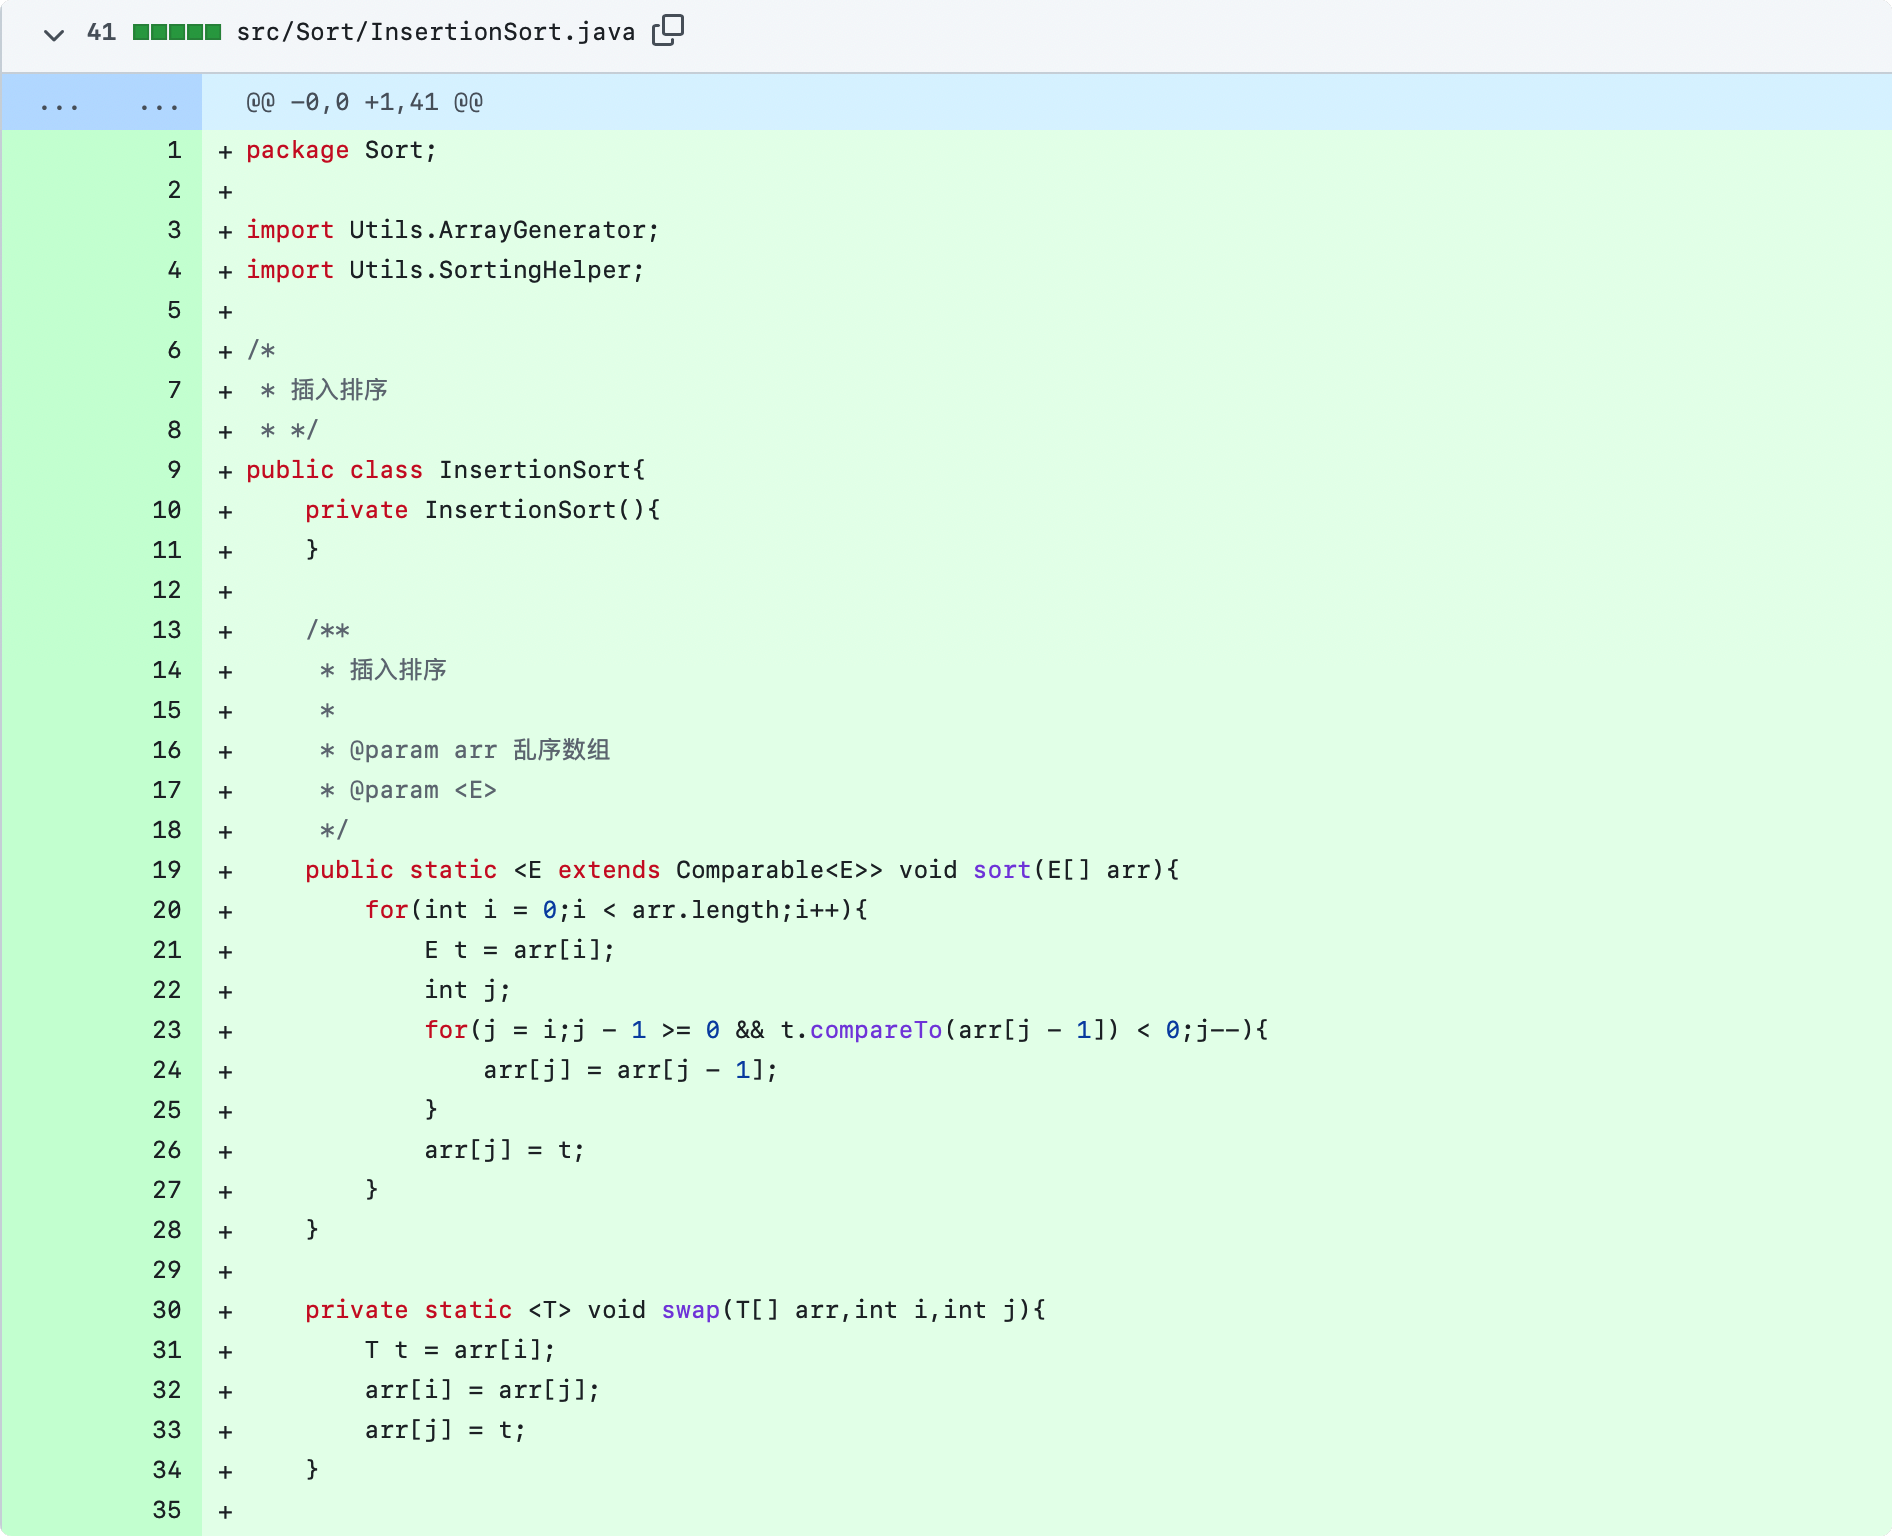 41 src/Sort/InsertionSort.java
... ... @@ -0,0 +1,41 @@
1 + package Sort;
2 +
3 + import Utils.ArrayGenerator;
4 + import Utils.SortingHelper;
5 +
6 + /*
7 +  * 插入排序
8 +  * */
9 + public class InsertionSort{
10 +     private InsertionSort(){
11 +     }
12 +
13 +     /**
14 +      * 插入排序
15 +      *
16 +      * @param arr 乱序数组
17 +      * @param <E>
18 +      */
19 +     public static <E extends Comparable<E>> void sort(E[] arr){
20 +         for(int i = 0;i < arr.length;i++){
21 +             E t = arr[i];
22 +             int j;
23 +             for(j = i;j - 1 >= 0 && t.compareTo(arr[j - 1]) < 0;j--){
24 +                 arr[j] = arr[j - 1];
25 +             }
26 +             arr[j] = t;
27 +         }
28 +     }
29 +
30 +     private static <T> void swap(T[] arr,int i,int j){
31 +         T t = arr[i];
32 +         arr[i] = arr[j];
33 +         arr[j] = t;
34 +     }
35 +